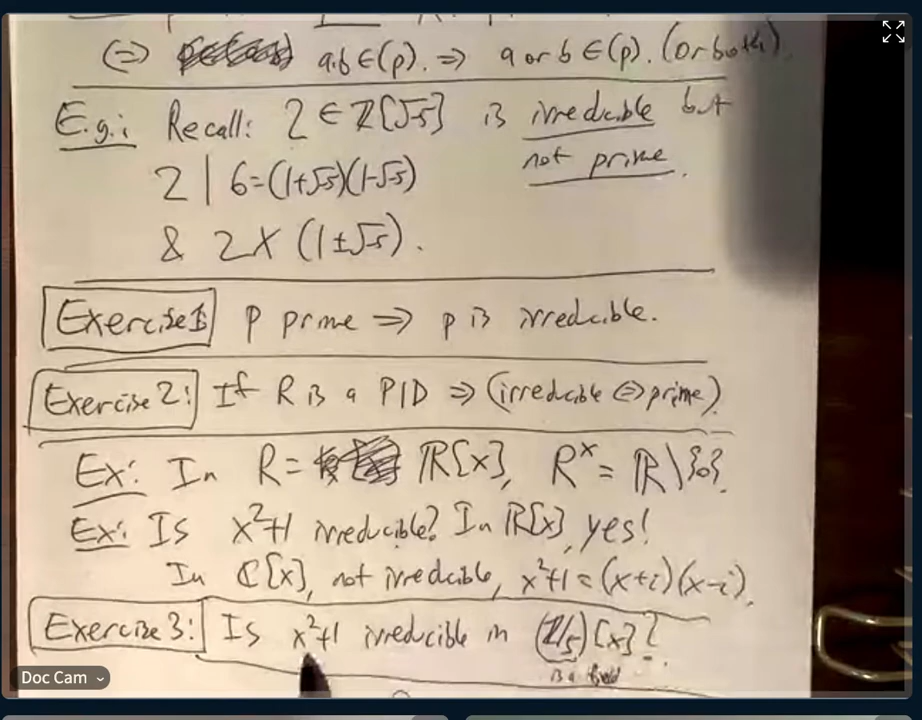 (⇒) a·b∈(p). ⇒ a or b ∈(p). (or both)
E.g.: Recall: 2 ∈ ℤ[√-5] is irreducible but
not prime.
2 | 6=(1+√-5)(1-√-5)
& 2∤(1±√-5).
Exercise 1: p prime ⇒ p is irreducible.
Exercise 2: If R is a PID ⇒ (irreducible ⇔ prime)
Ex: In R= ℝ[x], R^× = ℝ\{0}.
Ex: Is x²+1 irreducible? In ℝ[x], yes!
In ℂ[x], not irreducible, x²+1=(x+i)(x-i).
Exercise 3: Is x²+1 irreducible in (ℤ/5)[x]?
is a field
Doc Cam